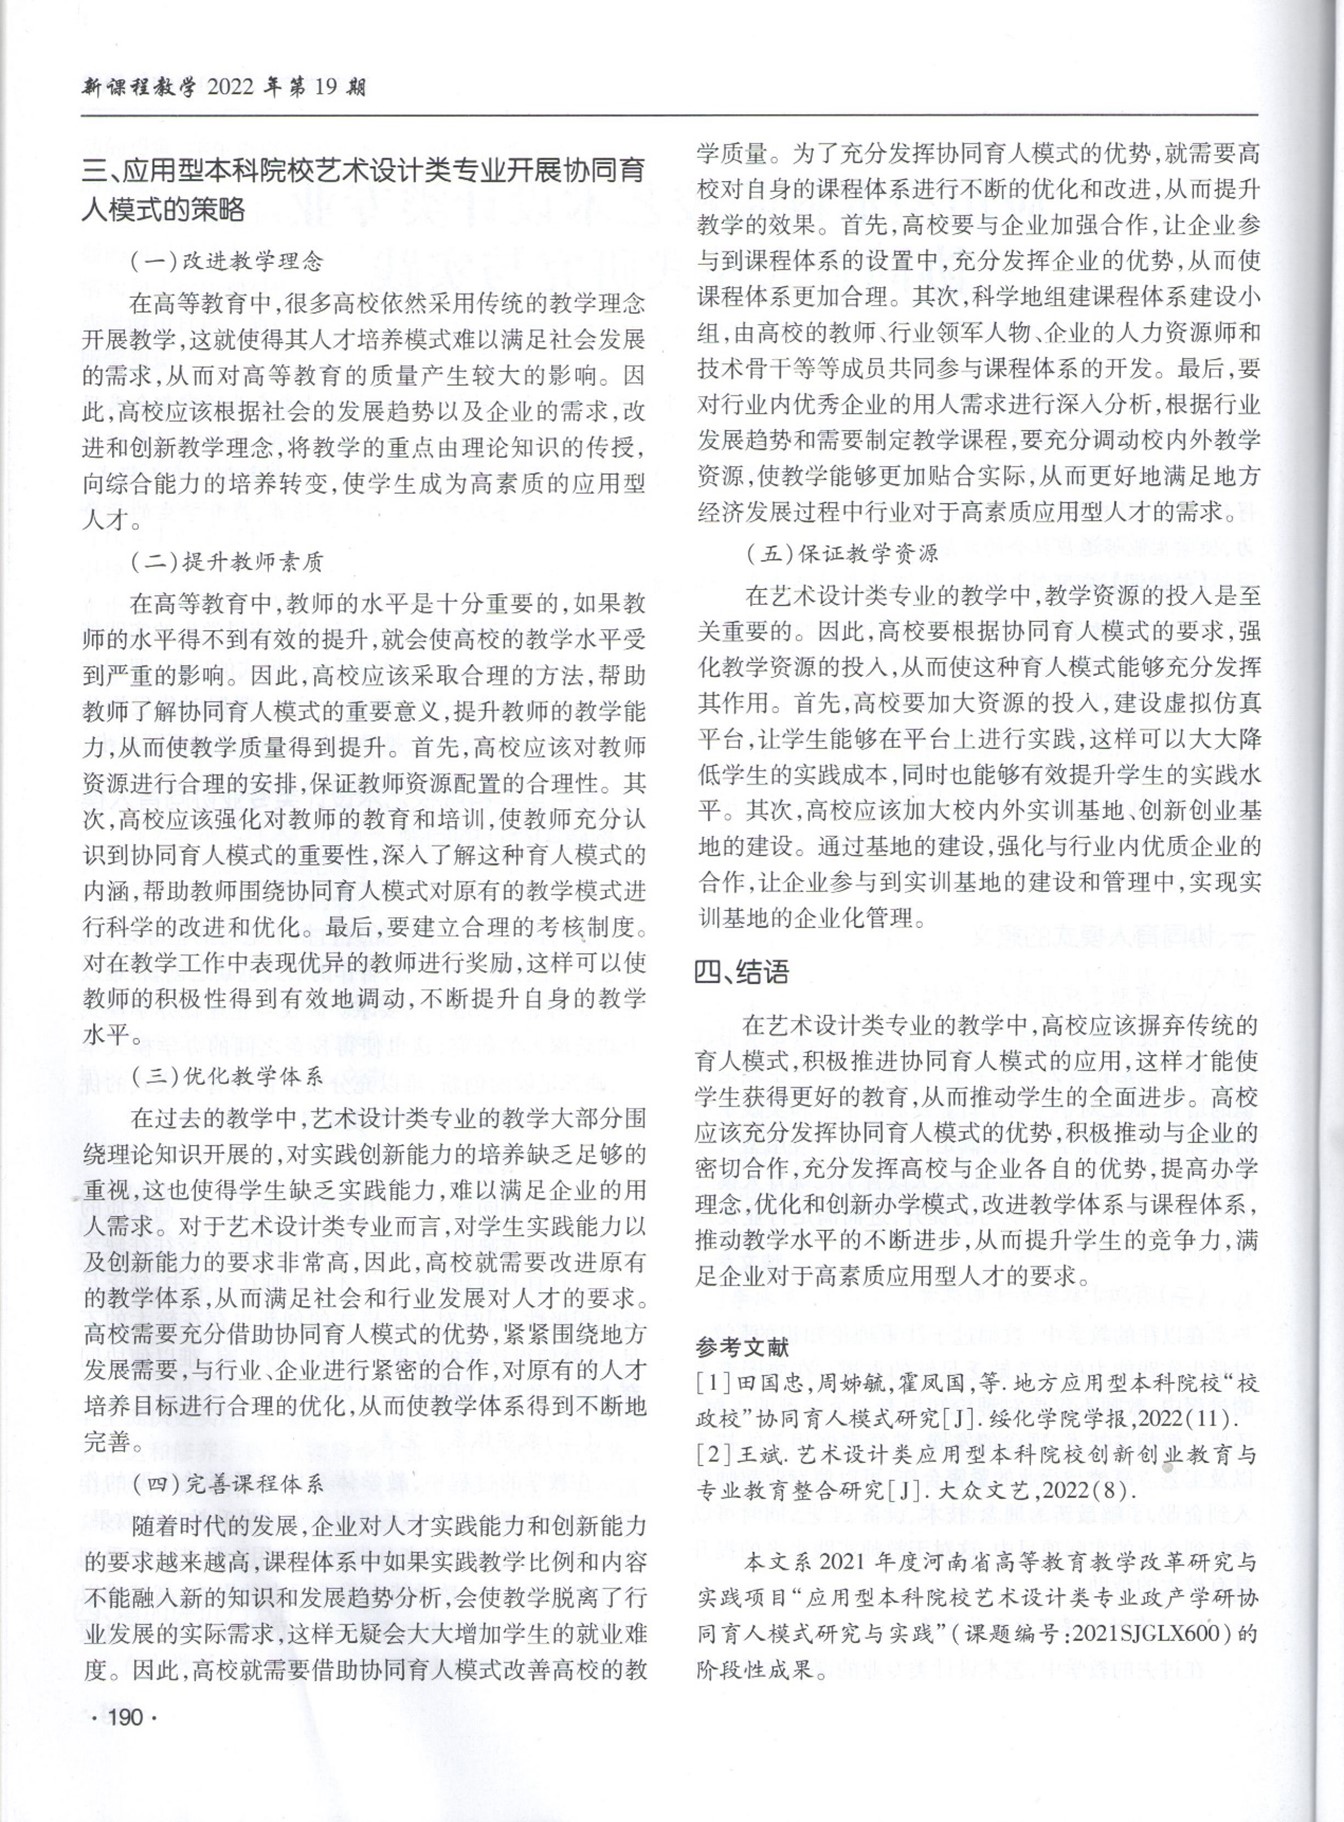 新课程教学 2022 年第 19 期
三、应用型本科院校艺术设计类专业开展协同育
人模式的策略
(一)改进教学理念
在高等教育中,很多高校依然采用传统的教学理念
开展教学,这就使得其人才培养模式难以满足社会发展
的需求,从而对高等教育的质量产生较大的影响。因
此,高校应该根据社会的发展趋势以及企业的需求,改
进和创新教学理念,将教学的重点由理论知识的传授,
向综合能力的培养转变,使学生成为高素质的应用型
人才。
(二)提升教师素质
在高等教育中,教师的水平是十分重要的,如果教
师的水平得不到有效的提升,就会使高校的教学水平受
到严重的影响。因此,高校应该采取合理的方法,帮助
教师了解协同育人模式的重要意义,提升教师的教学能
力,从而使教学质量得到提升。首先,高校应该对教师
资源进行合理的安排,保证教师资源配置的合理性。其
次,高校应该强化对教师的教育和培训,使教师充分认
识到协同育人模式的重要性,深入了解这种育人模式的
内涵,帮助教师围绕协同育人模式对原有的教学模式进
行科学的改进和优化。最后,要建立合理的考核制度。
对在教学工作中表现优异的教师进行奖励,这样可以使
教师的积极性得到有效地调动,不断提升自身的教学
水平。
(三)优化教学体系
在过去的教学中,艺术设计类专业的教学大部分围
绕理论知识开展的,对实践创新能力的培养缺乏足够的
重视,这也使得学生缺乏实践能力,难以满足企业的用
人需求。对于艺术设计类专业而言,对学生实践能力以
及创新能力的要求非常高,因此,高校就需要改进原有
的教学体系,从而满足社会和行业发展对人才的要求。
高校需要充分借助协同育人模式的优势,紧紧围绕地方
发展需要,与行业、企业进行紧密的合作,对原有的人才
培养目标进行合理的优化,从而使教学体系得到不断地
完善。
(四)完善课程体系
随着时代的发展,企业对人才实践能力和创新能力
的要求越来越高,课程体系中如果实践教学比例和内容
不能融入新的知识和发展趋势分析,会使教学脱离了行
业发展的实际需求,这样无疑会大大增加学生的就业难
度。因此,高校就需要借助协同育人模式改善高校的教
学质量。为了充分发挥协同育人模式的优势,就需要高
校对自身的课程体系进行不断的优化和改进,从而提升
教学的效果。首先,高校要与企业加强合作,让企业参
与到课程体系的设置中,充分发挥企业的优势,从而使
课程体系更加合理。其次,科学地组建课程体系建设小
组,由高校的教师、行业领军人物、企业的人力资源师和
技术骨干等等成员共同参与课程体系的开发。最后,要
对行业内优秀企业的用人需求进行深入分析,根据行业
发展趋势和需要制定教学课程,要充分调动校内外教学
资源,使教学能够更加贴合实际,从而更好地满足地方
经济发展过程中行业对于高素质应用型人才的需求。
(五)保证教学资源
在艺术设计类专业的教学中,教学资源的投入是至
关重要的。因此,高校要根据协同育人模式的要求,强
化教学资源的投入,从而使这种育人模式能够充分发挥
其作用。首先,高校要加大资源的投入,建设虚拟仿真
平台,让学生能够在平台上进行实践,这样可以大大降
低学生的实践成本,同时也能够有效提升学生的实践水
平。其次,高校应该加大校内外实训基地、创新创业基
地的建设。通过基地的建设,强化与行业内优质企业的
合作,让企业参与到实训基地的建设和管理中,实现实
训基地的企业化管理。
四、结语
在艺术设计类专业的教学中,高校应该摒弃传统的
育人模式,积极推进协同育人模式的应用,这样才能使
学生获得更好的教育,从而推动学生的全面进步。高校
应该充分发挥协同育人模式的优势,积极推动与企业的
密切合作,充分发挥高校与企业各自的优势,提高办学
理念,优化和创新办学模式,改进教学体系与课程体系,
推动教学水平的不断进步,从而提升学生的竞争力,满
足企业对于高素质应用型人才的要求。
参考文献
[1]田国忠,周姊毓,霍凤国,等.地方应用型本科院校“校
政校”协同育人模式研究[J].绥化学院学报,2022(11).
[2]王斌.艺术设计类应用型本科院校创新创业教育与
专业教育整合研究[J].大众文艺,2022(8).
本文系 2021 年度河南省高等教育教学改革研究与
实践项目“应用型本科院校艺术设计类专业政产学研协
同育人模式研究与实践”(课题编号:2021SJGLX600)的
阶段性成果。
·190·